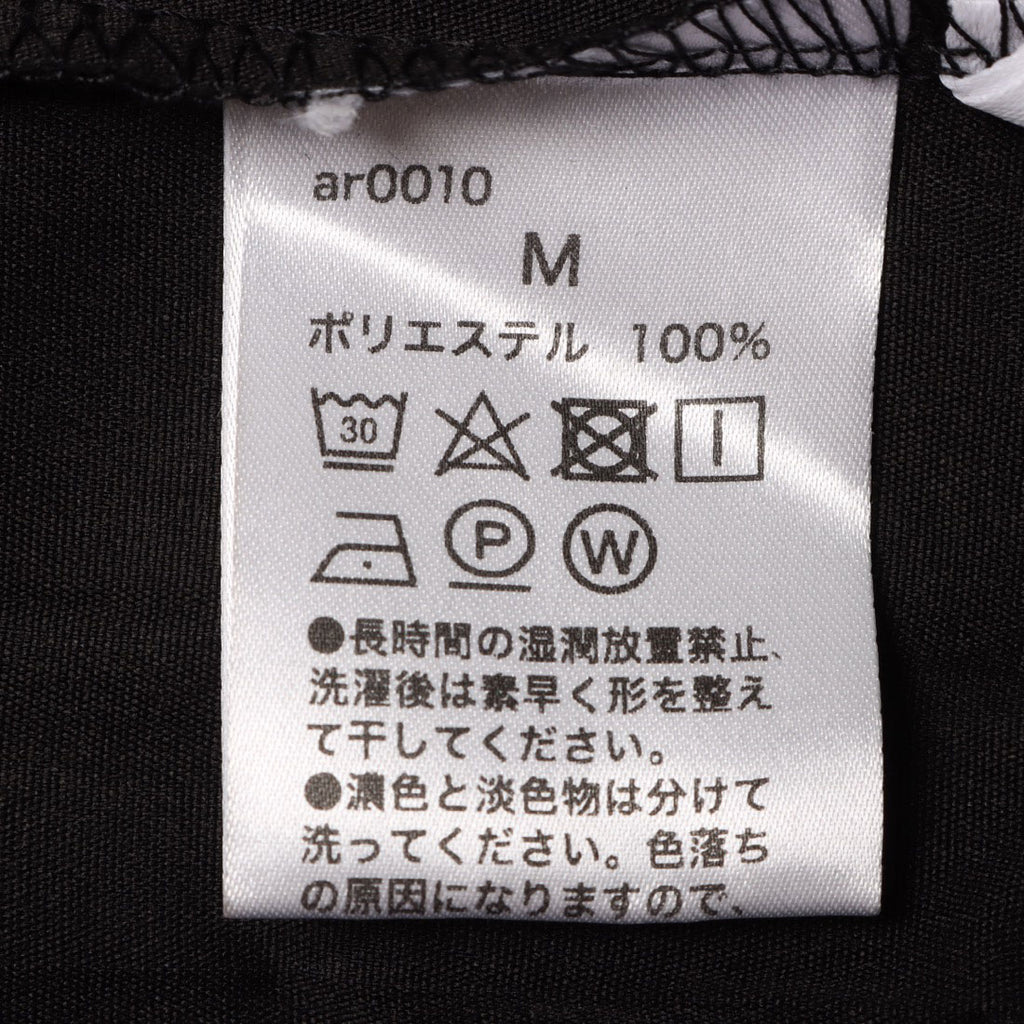 ar0010
M
ポリエステル 100%
30
P
W
●長時間の湿潤放置禁止、
洗濯後は素早く形を整え
て干してください。
●濃色と淡色物は分けて
洗ってください。色落ち
の原因になりますので、